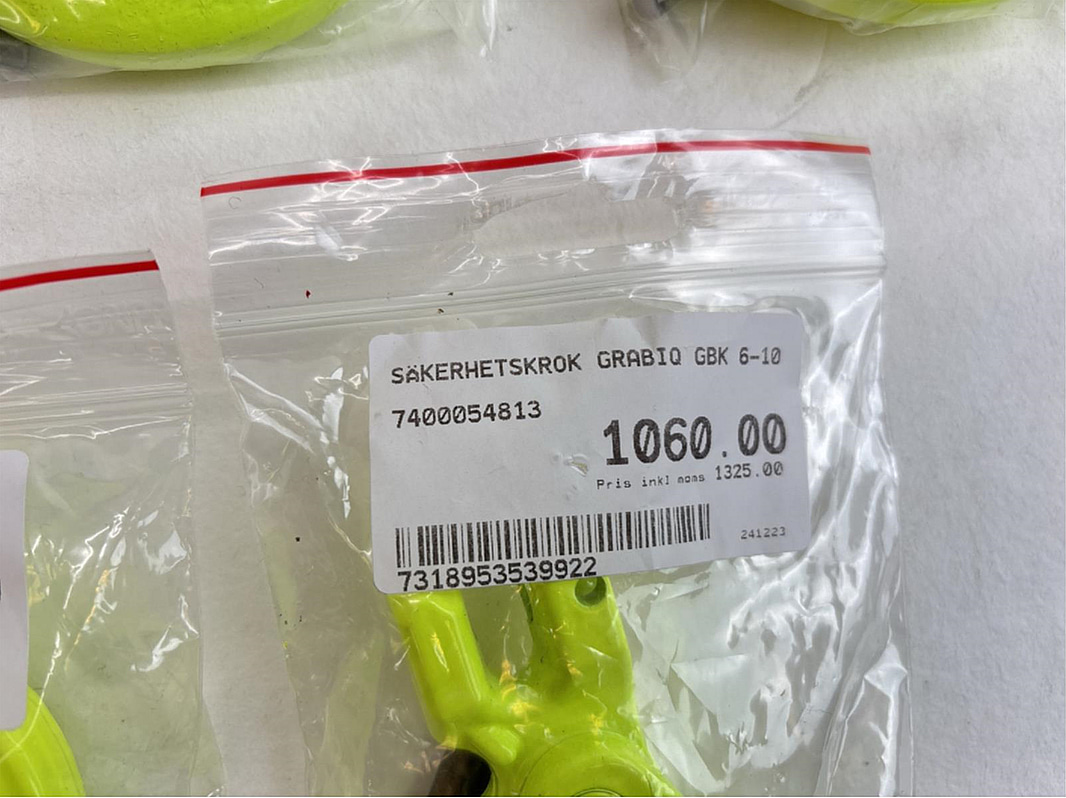 SÄKERHETSKROK GRABIQ GBK 6-10
7400054813
1060.00
Pris inkl moms 1325.00
241223
7318953539922